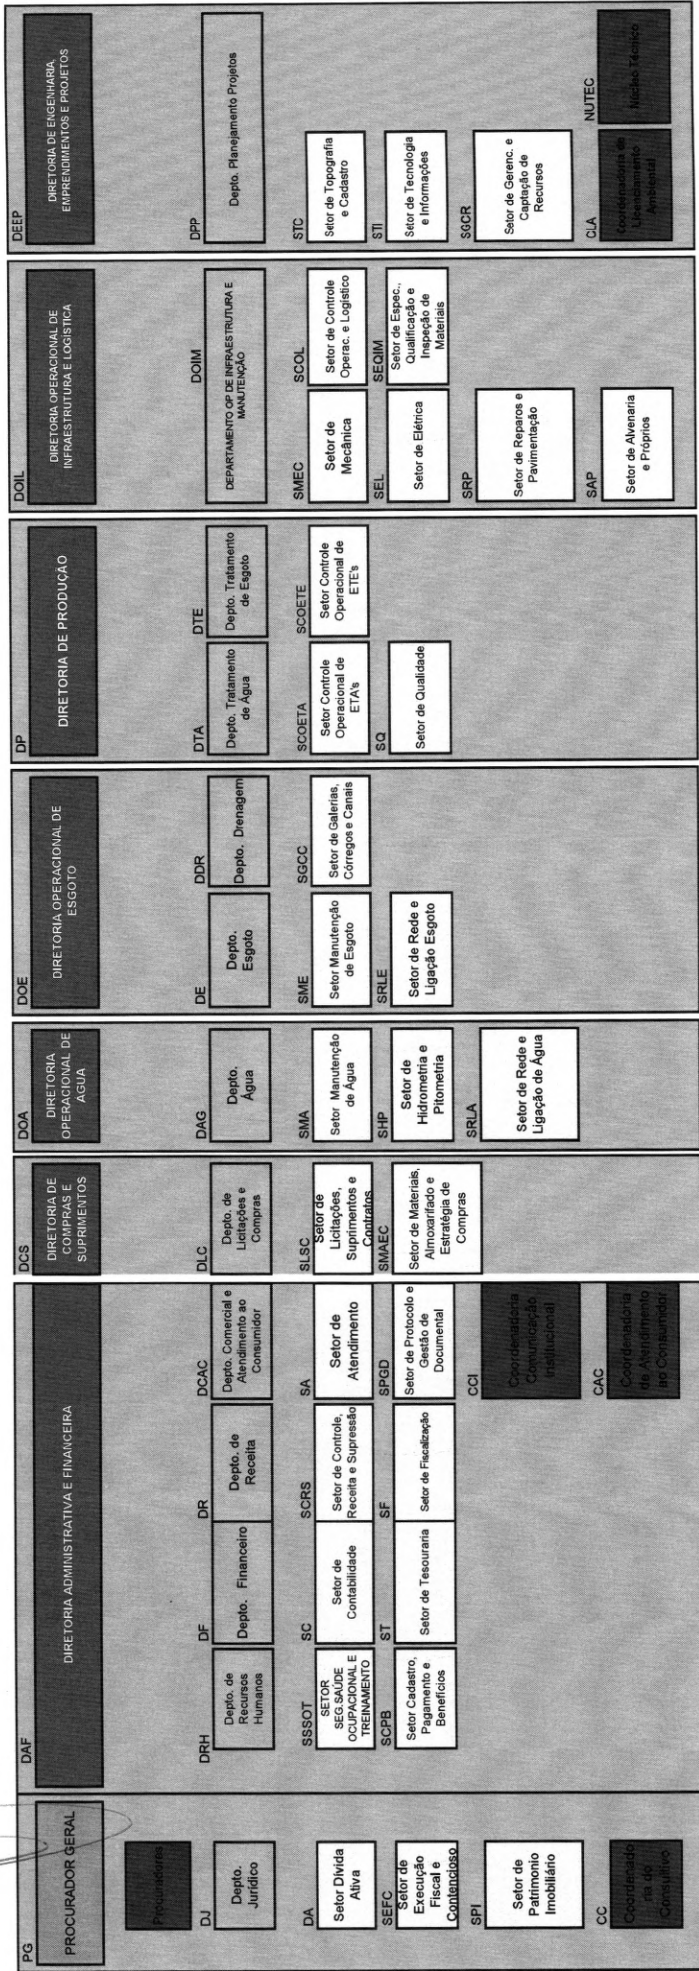 PG
PROCURADOR GERAL
Procuradores
DJ
Depto.
Jurídico
DA
Setor Divida
Ativa
SEFC
Setor de
Execução
Fiscal e
Contencioso
SPI
Setor de
Patrimonio
Imobiliário
CC
Coordenado
ria do
Consultivo
DAF
DIRETORIA ADMINISTRATIVA E FINANCEIRA
DRH
Depto. de
Recursos
Humanos
DF
Depto. Financeiro
DR
Depto. de
Receita
DCAC
Depto. Comercial e
Atendimento ao
Consumidor
SSSOT
SETOR
SEG.SAÚDE
OCUPACIONAL E
TREINAMENTO
SC
Setor de
Contabilidade
SCRS
Setor de Controle,
Receita e Supressão
SA
Setor de
Atendimento
SCPB
Setor Cadastro,
Pagamento e
Benefícios
ST
Setor de Tesouraria
SF
Setor de Fiscalização
SPGD
Setor de Protocolo e
Gestão de
Documental
CCI
Coordenadoria
Comunicação
Institucional
CAC
Coordenadoria
de Atendimento
ao Consumidor
DCS
DIRETORIA DE
COMPRAS E
SUPRIMENTOS
DLC
Depto. de
Licitações e
Compras
SLSC
Setor de
Licitações,
Suprimentos e
Contratos
SMAEC
Setor de Materiais,
Almoxarifado e
Estratégia de
Compras
DOA
DIRETORIA
OPERACIONAL DE
AGUA
DAG
Depto.
Água
SMA
Setor Manutenção
de Água
SHP
Setor de
Hidrometria e
Pitometria
SRLA
Setor de Rede e
Ligação de Água
DOE
DIRETORIA OPERACIONAL DE
ESGOTO
DE
Depto.
Esgoto
DDR
Depto. Drenagem
SME
Setor Manutenção
de Esgoto
SGCC
Setor de Galerias,
Córregos e Canais
SRLE
Setor de Rede e
Ligação Esgoto
DP
DIRETORIA DE PRODUÇÃO
DTA
Depto. Tratamento
de Água
DTE
Depto. Tratamento
de Esgoto
SCOETA
Setor Controle
Operacional de
ETA's
SCOETE
Setor Controle
Operacional de
ETE's
SQ
Setor de Qualidade
DOIL
DIRETORIA OPERACIONAL DE
INFRAESTRUTURA E LOGÍSTICA
DOIM
DEPARTAMENTO OP DE INFRAESTRUTURA E
MANUTENÇÃO
SMEC
Setor de
Mecânica
SCOL
Setor de Controle
Operac. e Logístico
SEL
Setor de Elétrica
SEQIM
Setor de Espec.,
Qualificação e
Inspeção de
Materiais
SRP
Setor de Reparos e
Pavimentação
SAP
Setor de Alvenaria
e Próprios
DEEP
DIRETORIA DE ENGENHARIA,
EMPRENDIMENTOS E PROJETOS
DPP
Depto. Planejamento Projetos
STC
Setor de Topografia
e Cadastro
STI
Setor de Tecnologia
e Informações
SGCR
Setor de Gerenc. e
Captação de
Recursos
CLA
Coordenadoria de
Licenciamento
Ambiental
NUTEC
Núcleo Técnico